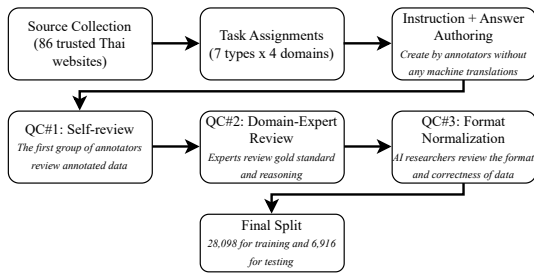 Source Collection
(86 trusted Thai
websites)
Task Assignments
(7 types x 4 domains)
Instruction + Answer
Authoring
Create by annotators without
any machine translations
QC#1: Self-review
The first group of annotators
review annotated data
QC#2: Domain-Expert
Review
Experts review gold standard
and reasoning
QC#3: Format
Normalization
AI researchers review the format
and correctness of data
Final Split
28,098 for training and 6,916
for testing